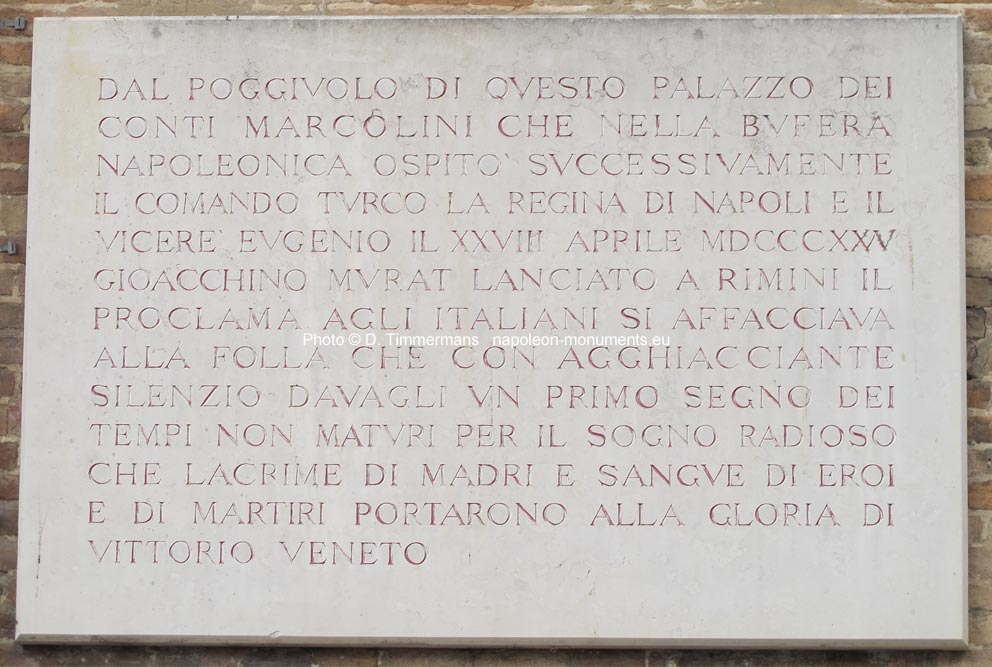 DAL POGGIVOLO DI QVESTO PALAZZO DEI
CONTI MARCOLINI CHE NELLA BVFERA
NAPOLEONICA OSPITO' SVCCESSIVAMENTE
IL COMANDO TVRCO LA REGINA DI NAPOLI E IL
VICERE' EVGENIO IL XXVIII APRILE MDCCCXXV
GIOACCHINO MVRAT LANCIATO A RIMINI IL
PROCLAMA AGLI ITALIANI SI AFFACCIAVA
Photo © D. Timmermans napoleon-monuments.eu
ALLA FOLLA CHE CON AGGHIACCIANTE
SILENZIO DAVAGLI VN PRIMO SEGNO DEI
TEMPI NON MATVRI PER IL SOGNO RADIOSO
CHE LACRIME DI MADRI E SANGVE DI EROI
E DI MARTIRI PORTARONO ALLA GLORIA DI
VITTORIO VENETO